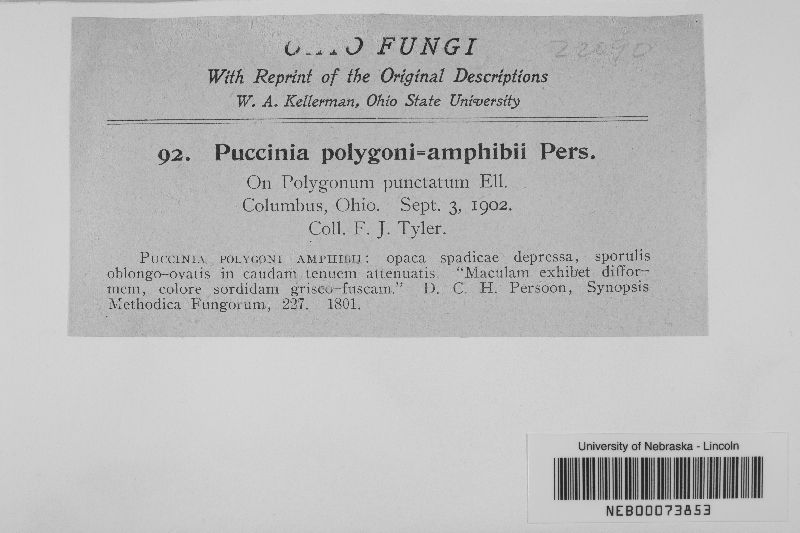 FUNGI
22090
With Reprint of the Original Descriptions
W. A. Kellerman, Ohio State University
92. Puccinia polygoni=amphibii Pers.
On Polygonum punctatum Ell.
Columbus, Ohio. Sept. 3, 1902.
Coll. F. J. Tyler.
PUCCINIA POLYGONI AMPHIBII: opaca spadicae depressa, sporulis
oblongo-ovatis in caudam tenuem attenuatis. "Maculam exhibet diffor-
mem, colore sordidam griseo-fuscam." D. C. H. Persoon, Synopsis
Methodica Fungorum, 227. 1801.
University of Nebraska - Lincoln
NEB00073853